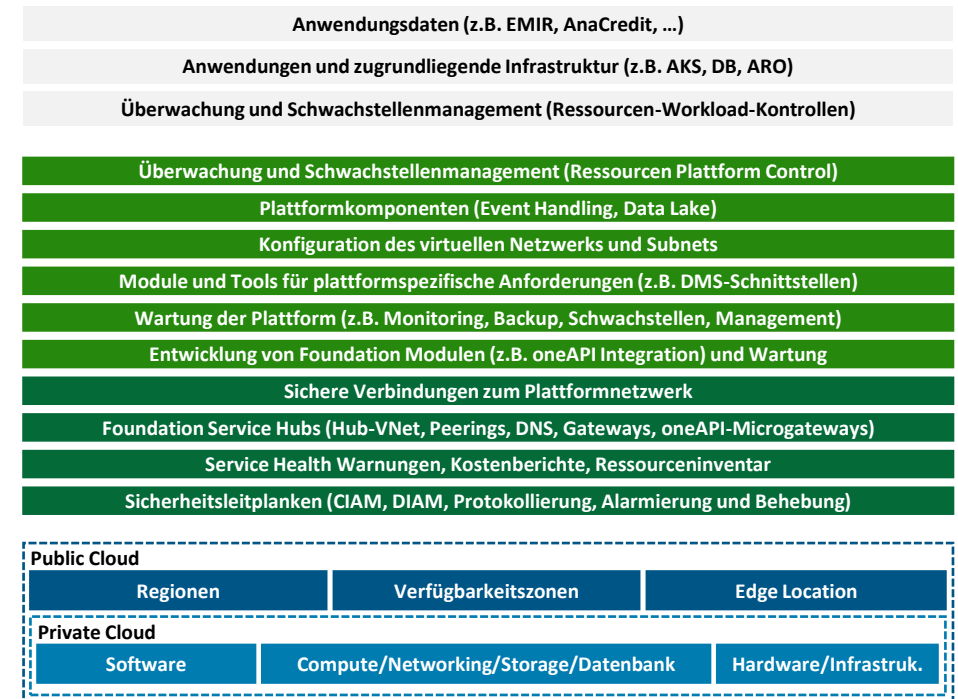 Anwendungsdaten (z.B. EMIR, AnaCredit, …)
Anwendungen und zugrundliegende Infrastruktur (z.B. AKS, DB, ARO)
Überwachung und Schwachstellenmanagement (Ressourcen-Workload-Kontrollen)
Überwachung und Schwachstellenmanagement (Ressourcen Plattform Control)
Plattformkomponenten (Event Handling, Data Lake)
Konfiguration des virtuellen Netzwerks und Subnets
Module und Tools für plattformspezifische Anforderungen (z.B. DMS-Schnittstellen)
Wartung der Plattform (z.B. Monitoring, Backup, Schwachstellen, Management)
Entwicklung von Foundation Modulen (z.B. oneAPI Integration) und Wartung
Sichere Verbindungen zum Plattformnetzwerk
Foundation Service Hubs (Hub-VNet, Peerings, DNS, Gateways, oneAPI-Microgateways)
Service Health Warnungen, Kostenberichte, Ressourceninventar
Sicherheitsleitplanken (CIAM, DIAM, Protokollierung, Alarmierung und Behebung)
Public Cloud
Regionen
Verfügbarkeitszonen
Edge Location
Private Cloud
Software
Compute/Networking/Storage/Datenbank
Hardware/Infrastruk.